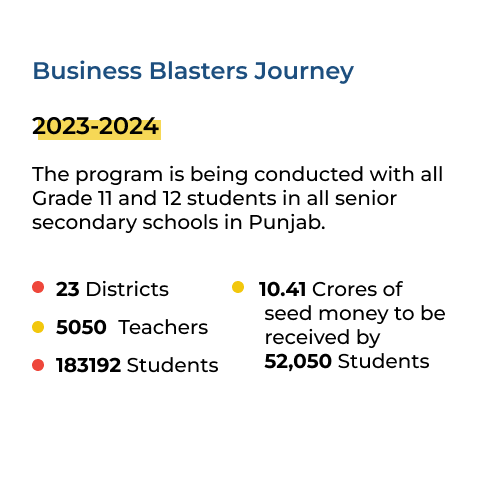 Business Blasters Journey
2023-2024
The program is being conducted with all
Grade 11 and 12 students in all senior
secondary schools in Punjab.
23 Districts
5050 Teachers
183192 Students
10.41 Crores of
seed money to be
received by
52,050 Students